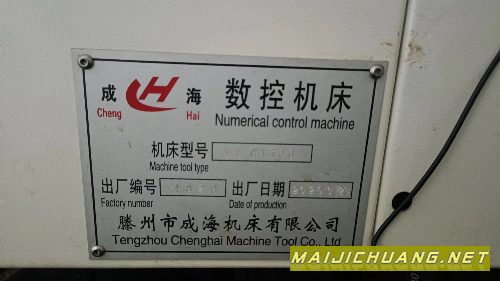 成 海 数控机床
Cheng Hai Numerical control machine
机床型号
Machine tool type
出厂编号 出厂日期
Factory number Date of production
滕州市成海机床有限公司
Tengzhou Chenghai Machine Tool Co., Ltd
MAIJICHUANG.NET